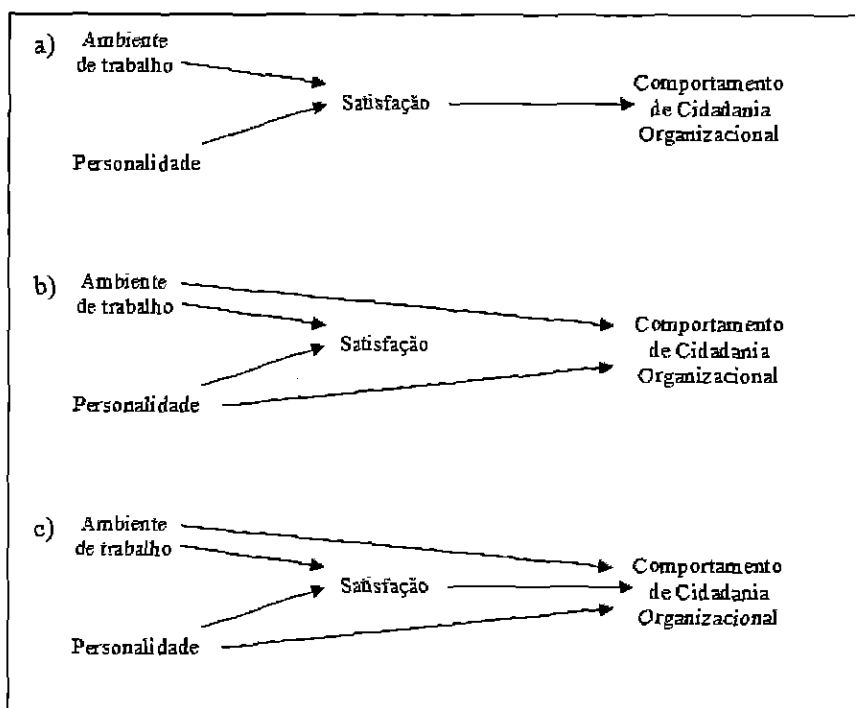 a) Ambiente
de trabalho
Satisfação
Comportamento
de Cidadania
Organizacional
Personalidade
b) Ambiente
de trabalho
Satisfação
Comportamento
de Cidadania
Organizacional
Personalidade
c) Ambiente
de trabalho
Satisfação
Comportamento
de Cidadania
Organizacional
Personalidade